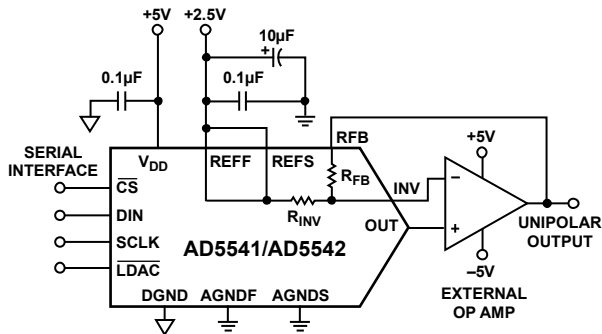 +5V
+2.5V
10µF
+
0.1µF
0.1µF
RFB
SERIAL
INTERFACE
V_DD
REFF
REFS
+5V
CS
R_FB
INV
–
R_INV
DIN
OUT
+
UNIPOLAR
OUTPUT
SCLK
AD5541/AD5542
LDAC
–5V
DGND
AGNDF
AGNDS
EXTERNAL
OP AMP